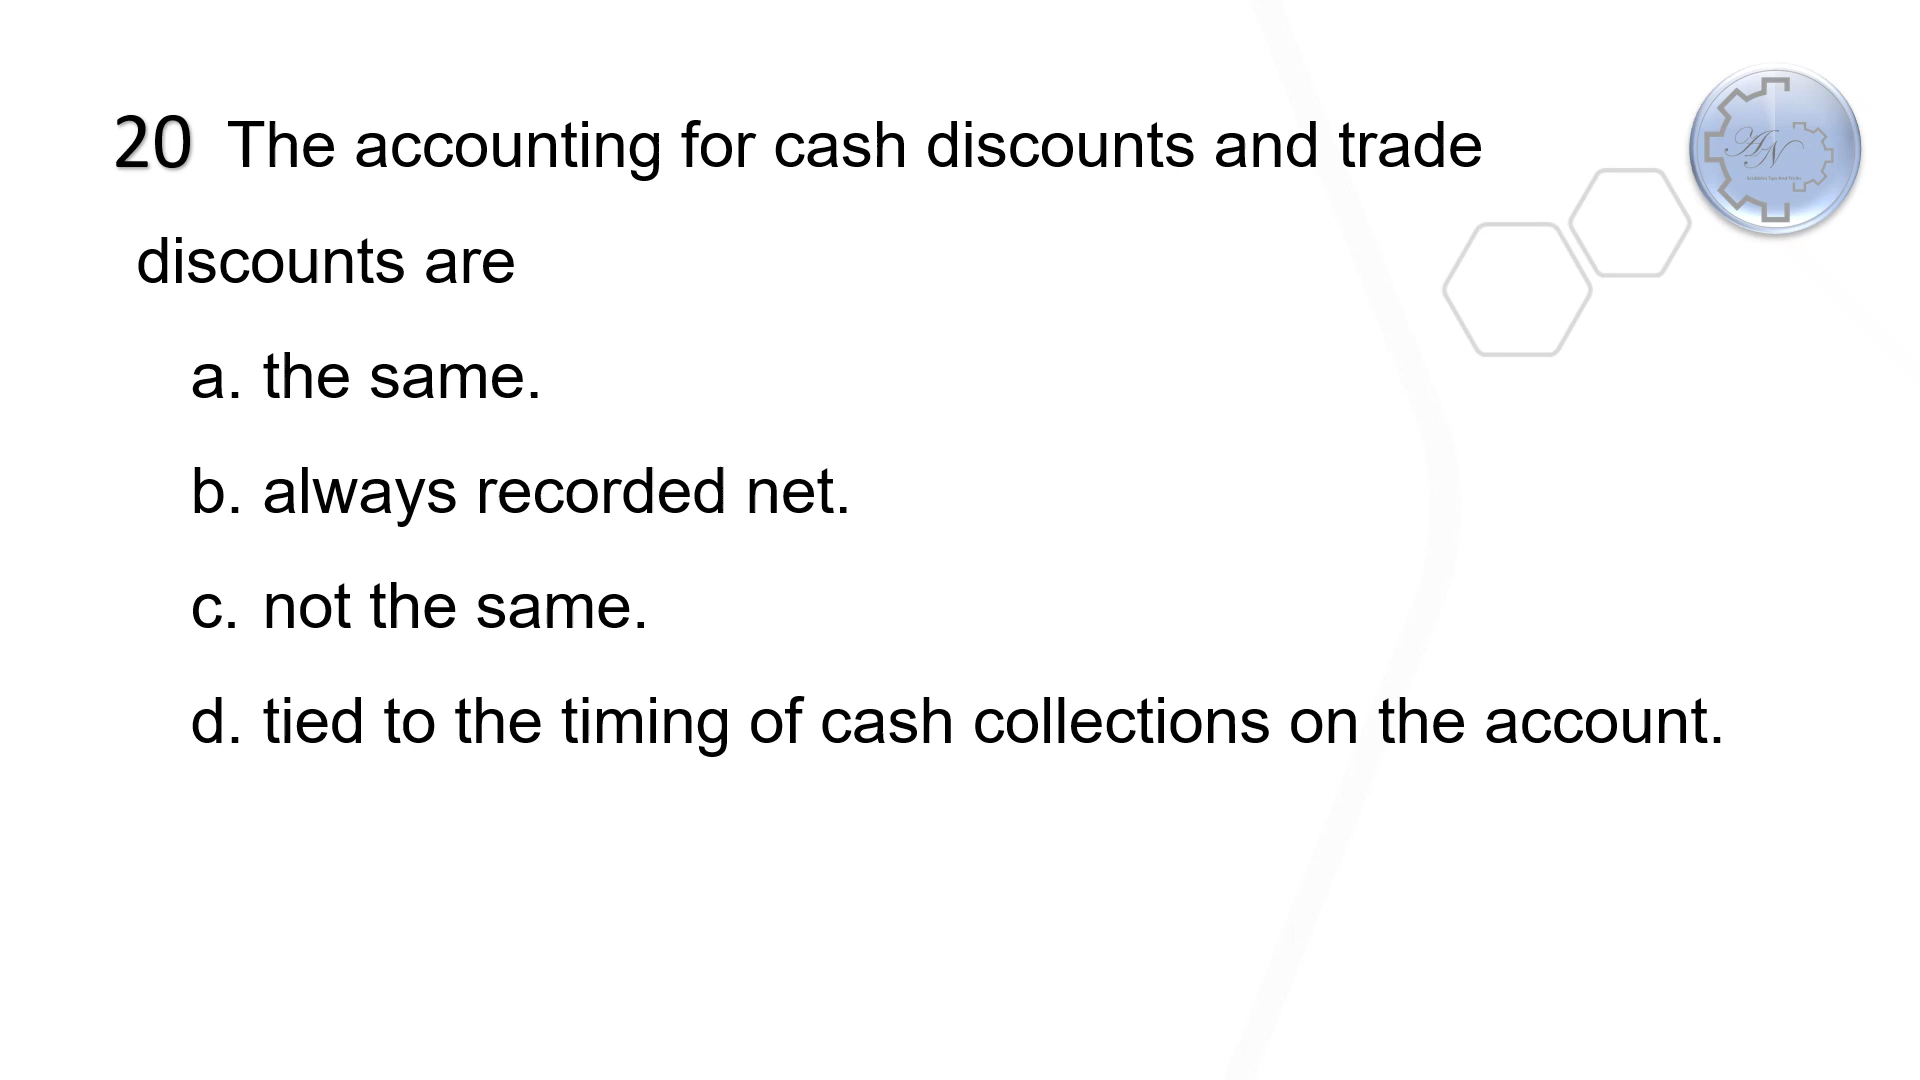 20 The accounting for cash discounts and trade
discounts are
a. the same.
b. always recorded net.
c. not the same.
d. tied to the timing of cash collections on the account.
AN